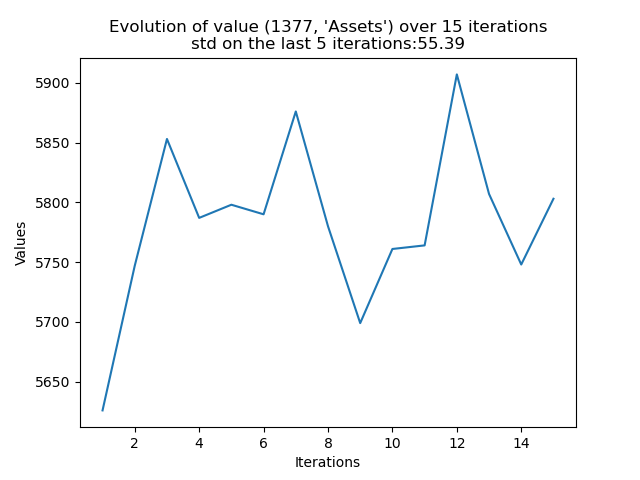 Evolution of value (1377, 'Assets') over 15 iterations
std on the last 5 iterations:55.39
5900
5850
5800
5750
5700
5650
Values
2 4 6 8 10 12 14
Iterations